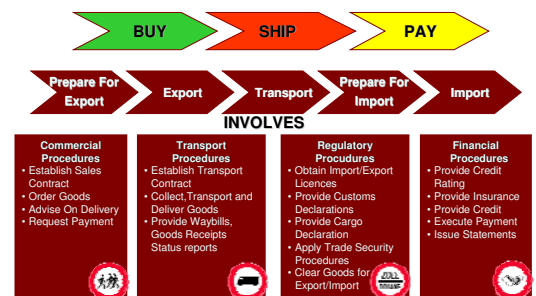 BUY
SHIP
PAY
Prepare For
Export
Export
Transport
Prepare For
Import
Import
INVOLVES
Commercial
Procedures
• Establish Sales
Contract
• Order Goods
• Advise On Delivery
• Request Payment
Transport
Procedures
• Establish Transport
Contract
• Collect,Transport and
Deliver Goods
• Provide Waybills,
Goods Receipts
Status reports
Regulatory
Procudures
• Obtain Import/Export
Licences
• Provide Customs
Declarations
• Provide Cargo
Declaration
• Apply Trade Security
Procedures
• Clear Goods for
Export/Import
ZOLL
DOUANE
Financial
Procedures
• Provide Credit
Rating
• Provide Insurance
• Provide Credit
• Execute Payment
• Issue Statements